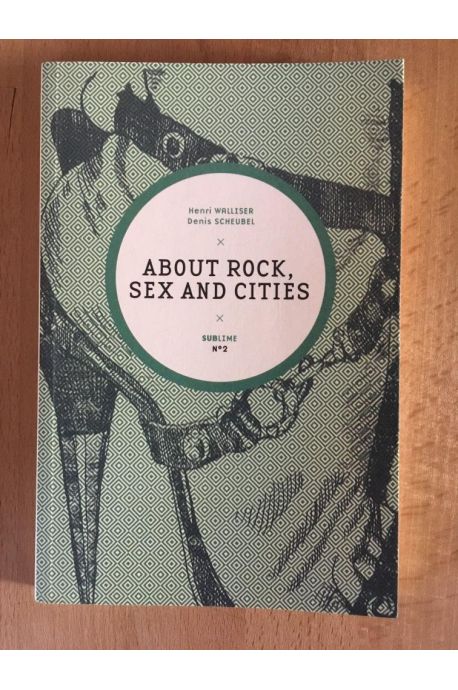 Henri WALLISER
Denis SCHEUBEL
×
ABOUT ROCK,
SEX AND CITIES
×
SUBLIME
N°2